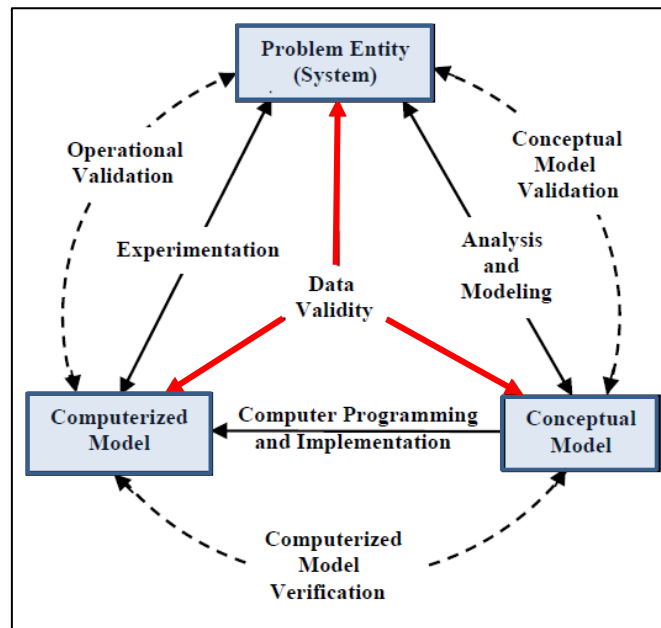 Problem Entity
(System)
Operational
Validation
Conceptual
Model
Validation
Experimentation
Analysis
and
Modeling
Data
Validity
Computerized
Model
Computer Programming
and Implementation
Conceptual
Model
Computerized
Model
Verification